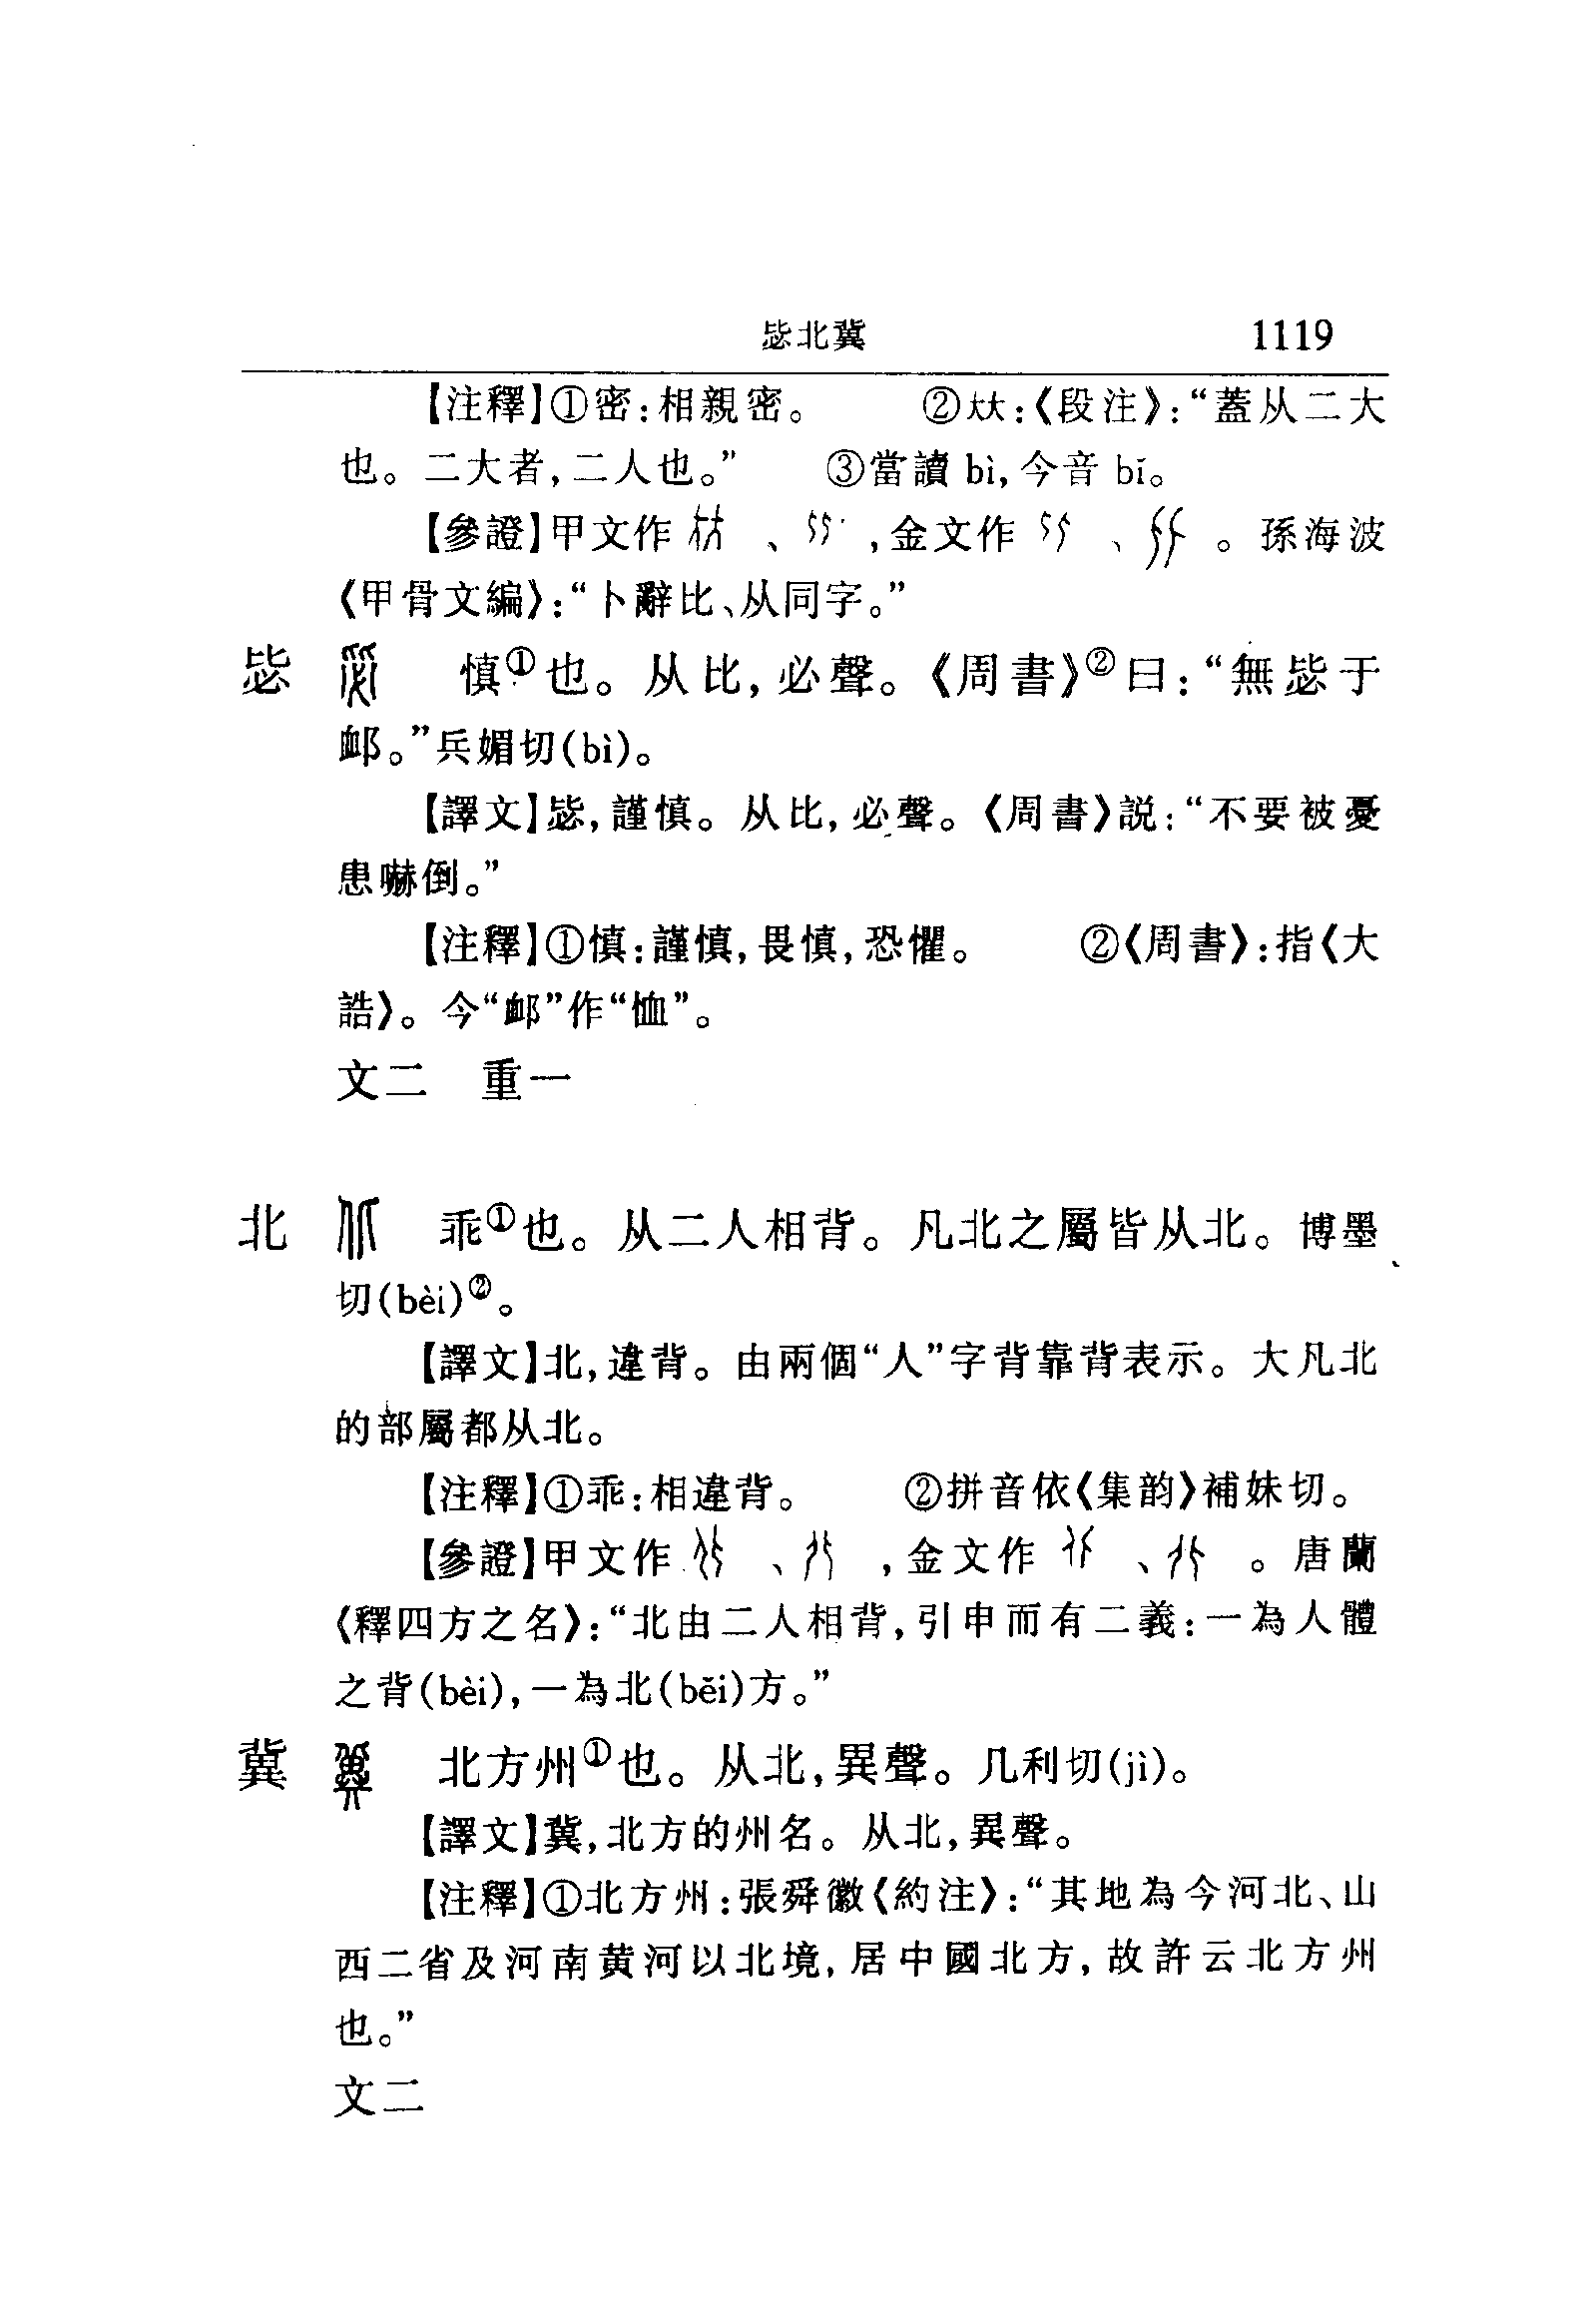 毖北冀 1119
【注釋】①密:相親密。 ②㚘:《段注》:“蓋从二大
也。二大者,二人也。” ③當讀 bì,今音 bǐ。
【參證】甲文作 、 ,金文作 、 。孫海波
《甲骨文編》:“卜辭比、从同字。”
毖 慎①也。从比,必聲。《周書》②曰:“無毖于
卹。”兵媚切(bì)。
【譯文】毖,謹慎。从比,必聲。《周書》説:“不要被憂
患嚇倒。”
【注釋】①慎:謹慎,畏慎,恐懼。 ②《周書》:指《大
誥》。今“卹”作“恤”。
文二 重一
北 乖①也。从二人相背。凡北之屬皆从北。博墨
切(bèi)②。
【譯文】北,違背。由兩個“人”字背靠背表示。大凡北
的部屬都从北。
【注釋】①乖:相違背。 ②拼音依《集韵》補妹切。
【參證】甲文作 、 ,金文作 、 。唐蘭
《釋四方之名》:“北由二人相背,引申而有二義:一為人體
之背(bèi),一為北(běi)方。”
冀 北方州①也。从北,異聲。几利切(jì)。
【譯文】冀,北方的州名。从北,異聲。
【注釋】①北方州:張舜徽《約注》:“其地為今河北、山
西二省及河南黄河以北境,居中國北方,故許云北方州
也。”
文二